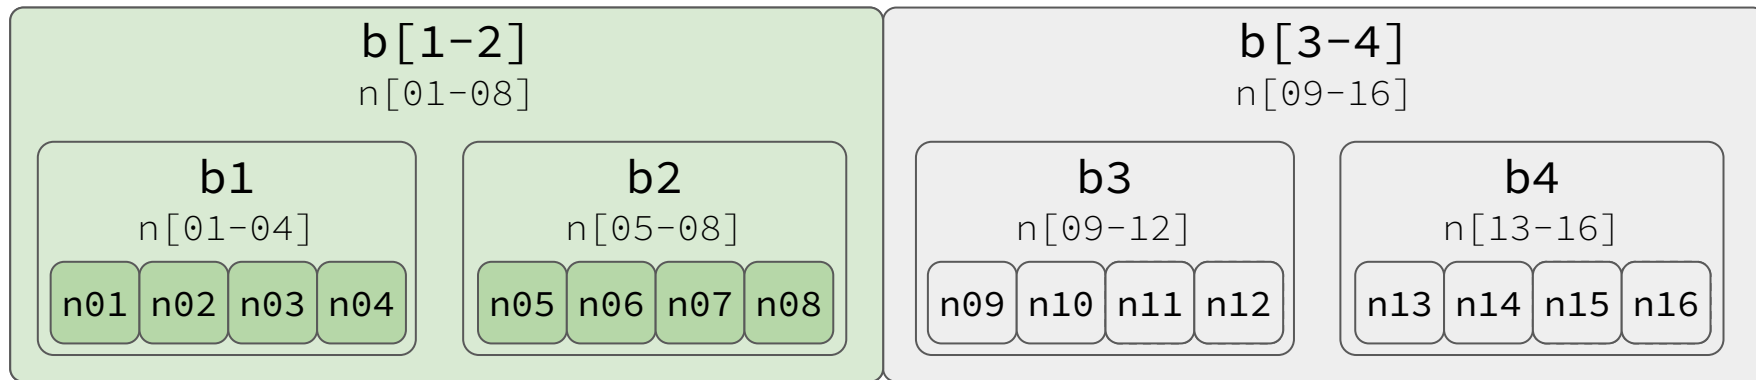 b[1-2]
n[01-08]
b1
n[01-04]
n01 n02 n03 n04
b2
n[05-08]
n05 n06 n07 n08
b[3-4]
n[09-16]
b3
n[09-12]
n09 n10 n11 n12
b4
n[13-16]
n13 n14 n15 n16